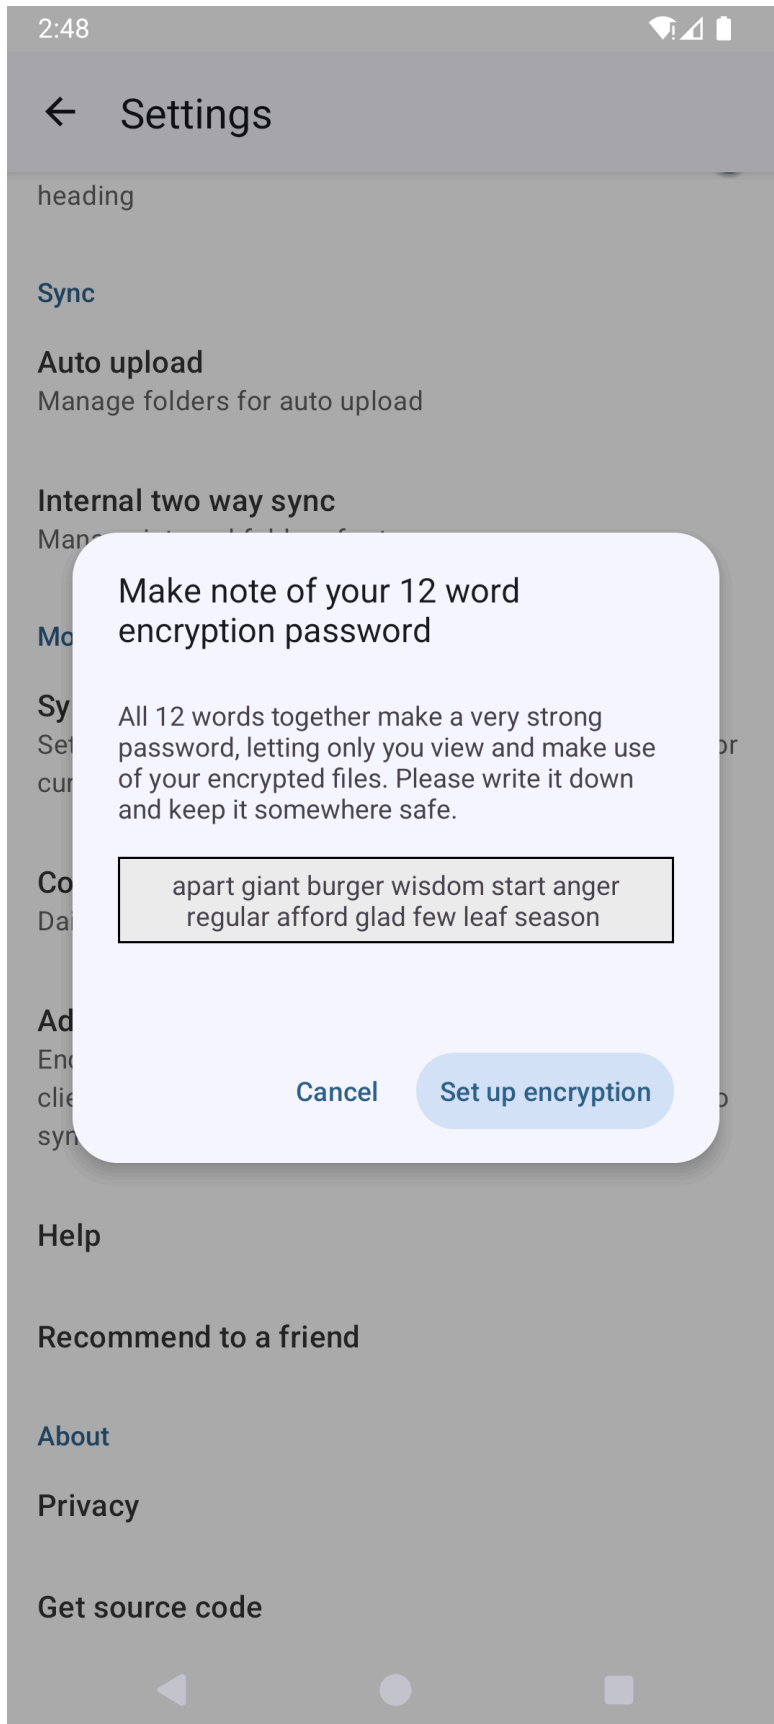 2:48
Settings
heading
Sync
Auto upload
Manage folders for auto upload
Internal two way sync
Make note of your 12 word
encryption password
All 12 words together make a very strong
password, letting only you view and make use
of your encrypted files. Please write it down
and keep it somewhere safe.
apart giant burger wisdom start anger
regular afford glad few leaf season
Cancel
Set up encryption
Help
Recommend to a friend
About
Privacy
Get source code